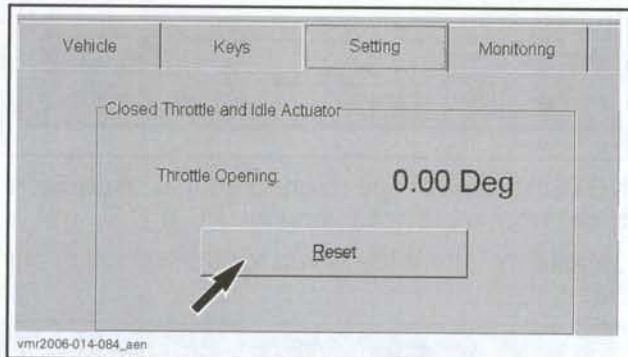 Vehicle Keys Setting Monitoring
Closed Throttle and Idle Actuator
Throttle Opening: 0.00 Deg
Reset
vmr2006-014-084_aen